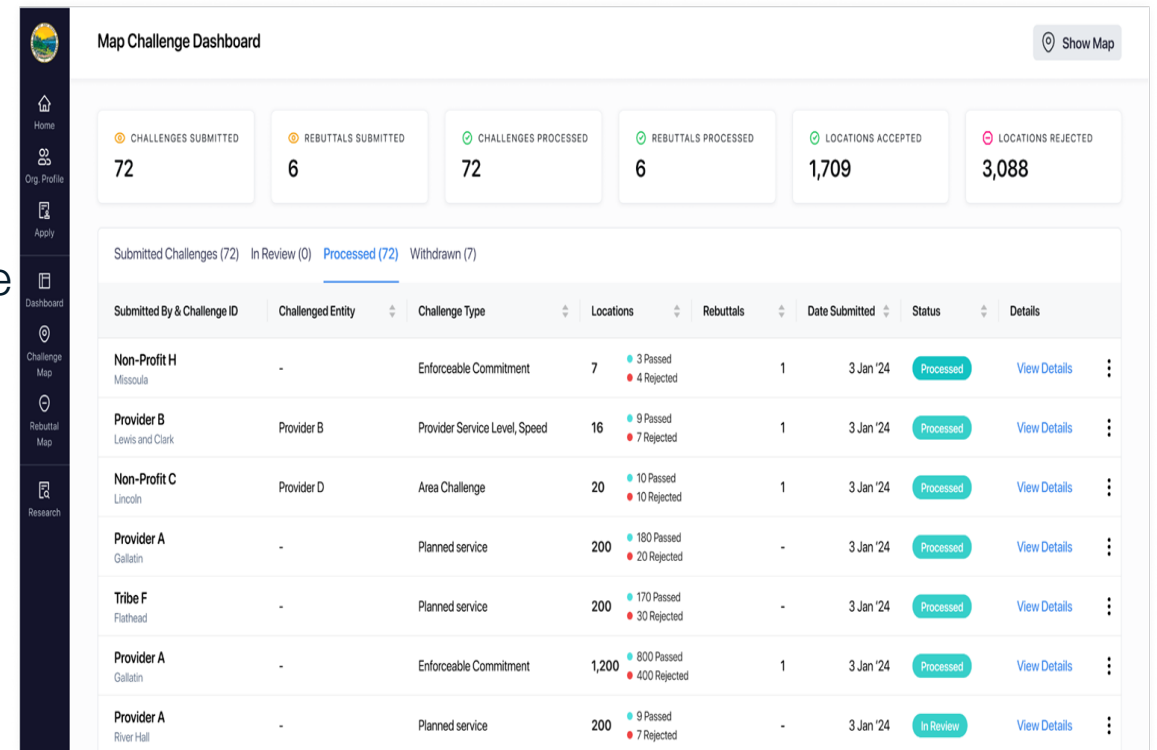 Map Challenge Dashboard
Show Map
Home
Org. Profile
Apply
e
Dashboard
Challenge
Map
Rebuttal
Map
Research
CHALLENGES SUBMITTED
72
REBUTTALS SUBMITTED
6
CHALLENGES PROCESSED
72
REBUTTALS PROCESSED
6
LOCATIONS ACCEPTED
1,709
LOCATIONS REJECTED
3,088
Submitted Challenges (72) In Review (0) Processed (72) Withdrawn (7)
Submitted By & Challenge ID Challenged Entity Challenge Type Locations Rebuttals Date Submitted Status Details
Non-Profit H - Enforceable Commitment 7 3 Passed 1 3 Jan '24 Processed View Details
Missoula 4 Rejected
Provider B Provider B Provider Service Level, Speed 16 9 Passed 1 3 Jan '24 Processed View Details
Lewis and Clark 7 Rejected
Non-Profit C Provider D Area Challenge 20 10 Passed 1 3 Jan '24 Processed View Details
Lincoln 10 Rejected
Provider A - Planned service 200 180 Passed - 3 Jan '24 Processed View Details
Gallatin 20 Rejected
Tribe F - Planned service 200 170 Passed - 3 Jan '24 Processed View Details
Flathead 30 Rejected
Provider A - Enforceable Commitment 1,200 800 Passed 1 3 Jan '24 Processed View Details
Gallatin 400 Rejected
Provider A - Planned service 200 9 Passed - 3 Jan '24 In Review View Details
River Hall 7 Rejected